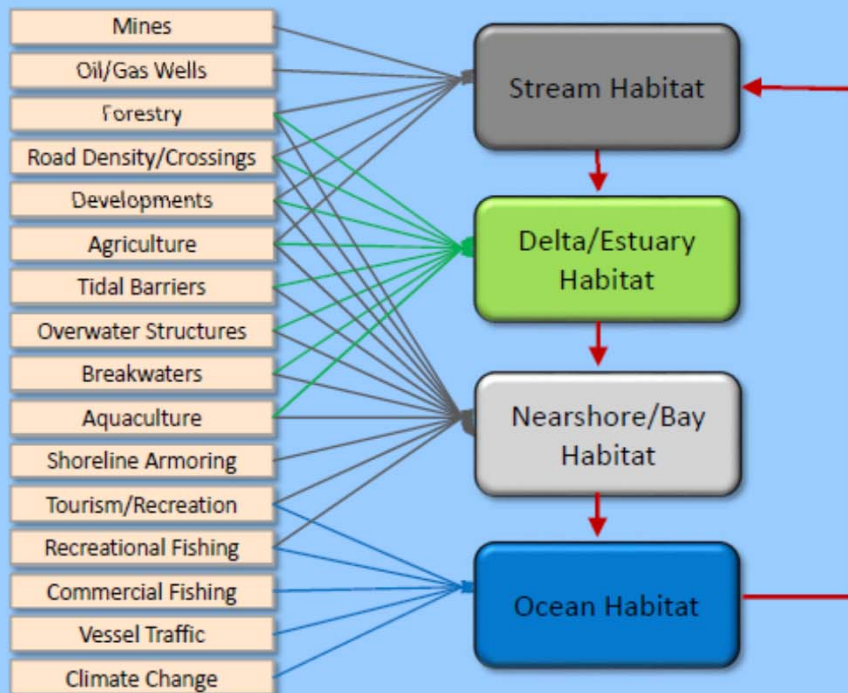 Mines
Oil/Gas Wells
Forestry
Road Density/Crossings
Developments
Agriculture
Tidal Barriers
Overwater Structures
Breakwaters
Aquaculture
Shoreline Armoring
Tourism/Recreation
Recreational Fishing
Commercial Fishing
Vessel Traffic
Climate Change
Stream Habitat
Delta/Estuary
Habitat
Nearshore/Bay
Habitat
Ocean Habitat